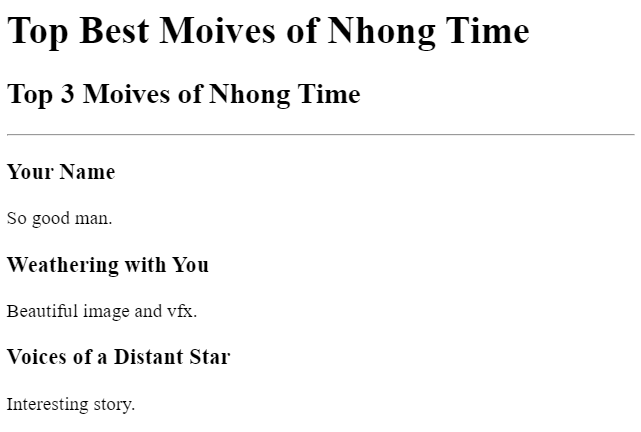 Top Best Moives of Nhong Time
Top 3 Moives of Nhong Time
Your Name
So good man.
Weathering with You
Beautiful image and vfx.
Voices of a Distant Star
Interesting story.